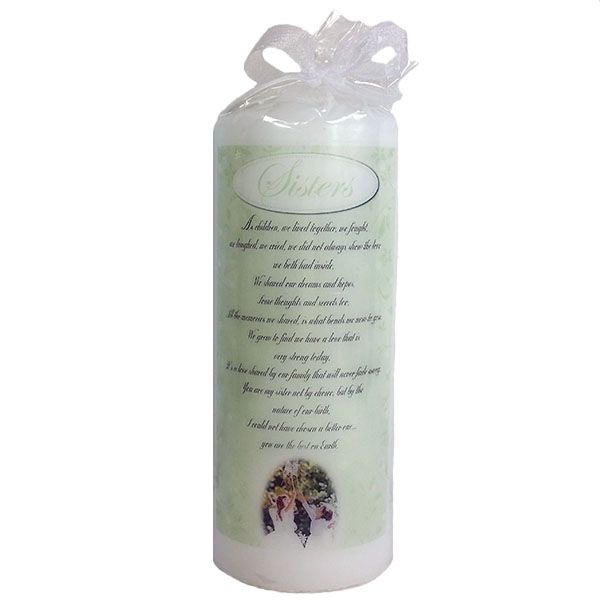 Sisters
As children, we lived together, we fought,
we laughed, we cried, we did not always show the love
we both had inside.
We shared our dreams and hopes,
Some thoughts and secrets too.
All the memories we shared, is what bonds me now to you.
We grew to find we have a love that is
very strong today,
It's a love shared by our family that will never fade away.
You are my sister not by choice, but by the
nature of our birth,
I could not have chosen a better one...
you are the best on Earth.